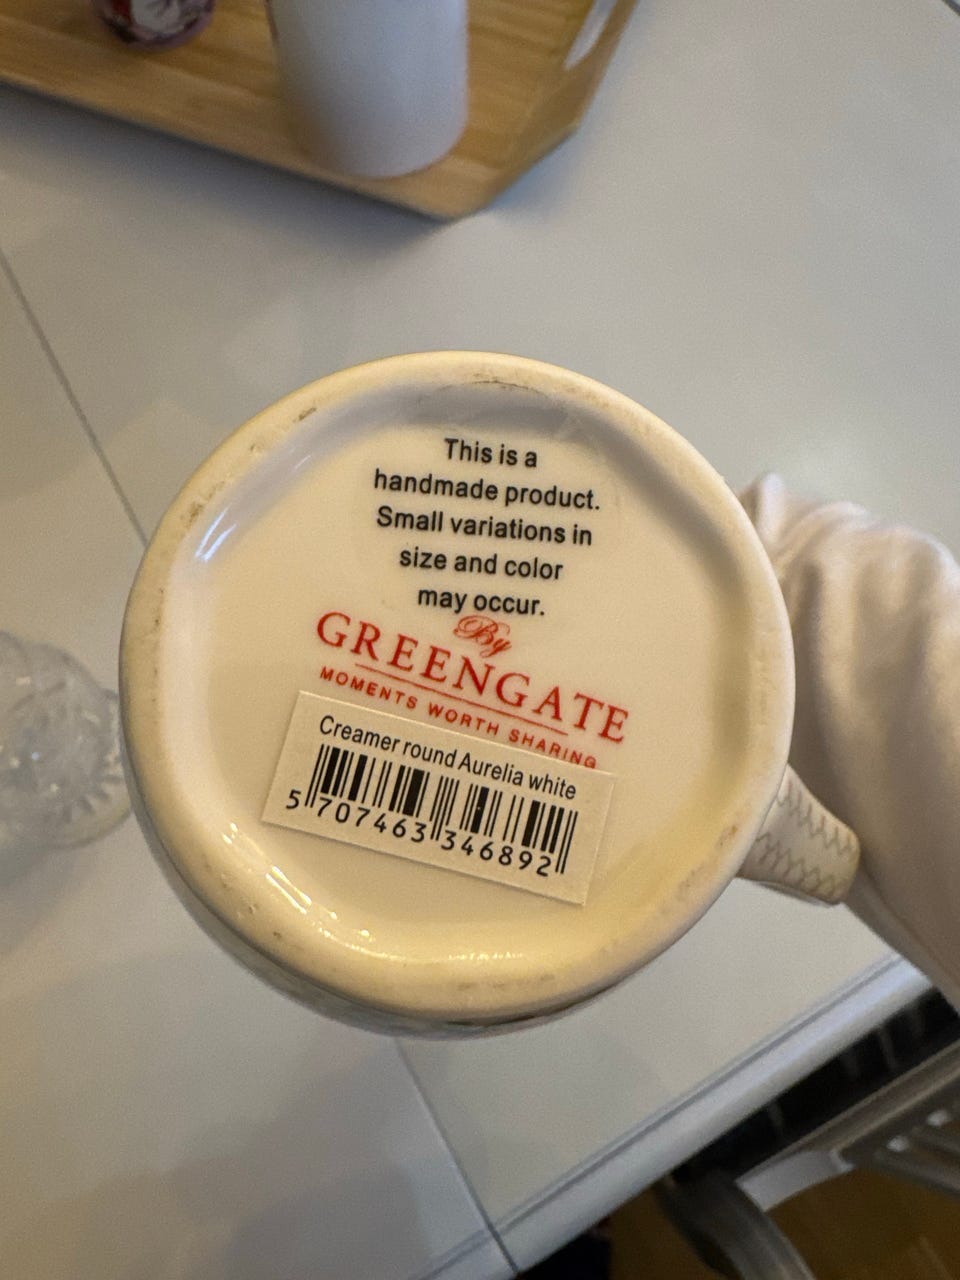 This is a
handmade product.
Small variations in
size and color
may occur.
By
GREENGATE
MOMENTS WORTH SHARING
Creamer round Aurelia white
5 707463 346892